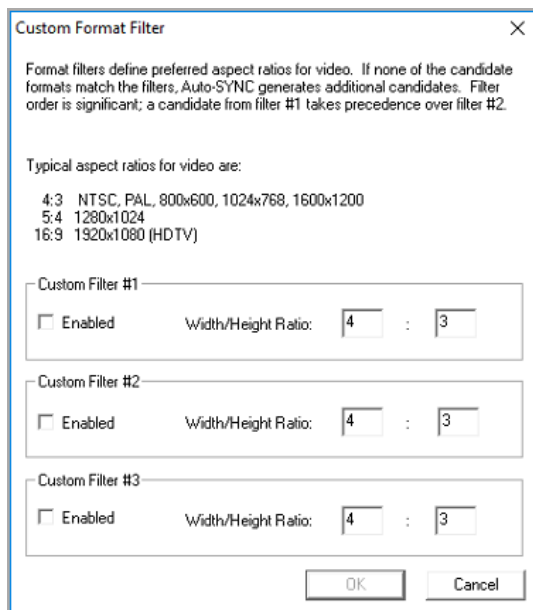 Custom Format Filter
Format filters define preferred aspect ratios for video. If none of the candidate
formats match the filters, Auto-SYNC generates additional candidates. Filter
order is significant; a candidate from filter #1 takes precedence over filter #2.
Typical aspect ratios for video are:
4:3 NTSC, PAL, 800x600, 1024x768, 1600x1200
5:4 1280x1024
16:9 1920x1080 (HDTV)
Custom Filter #1
Enabled Width/Height Ratio: 4 : 3
Custom Filter #2
Enabled Width/Height Ratio: 4 : 3
Custom Filter #3
Enabled Width/Height Ratio: 4 : 3
OK Cancel